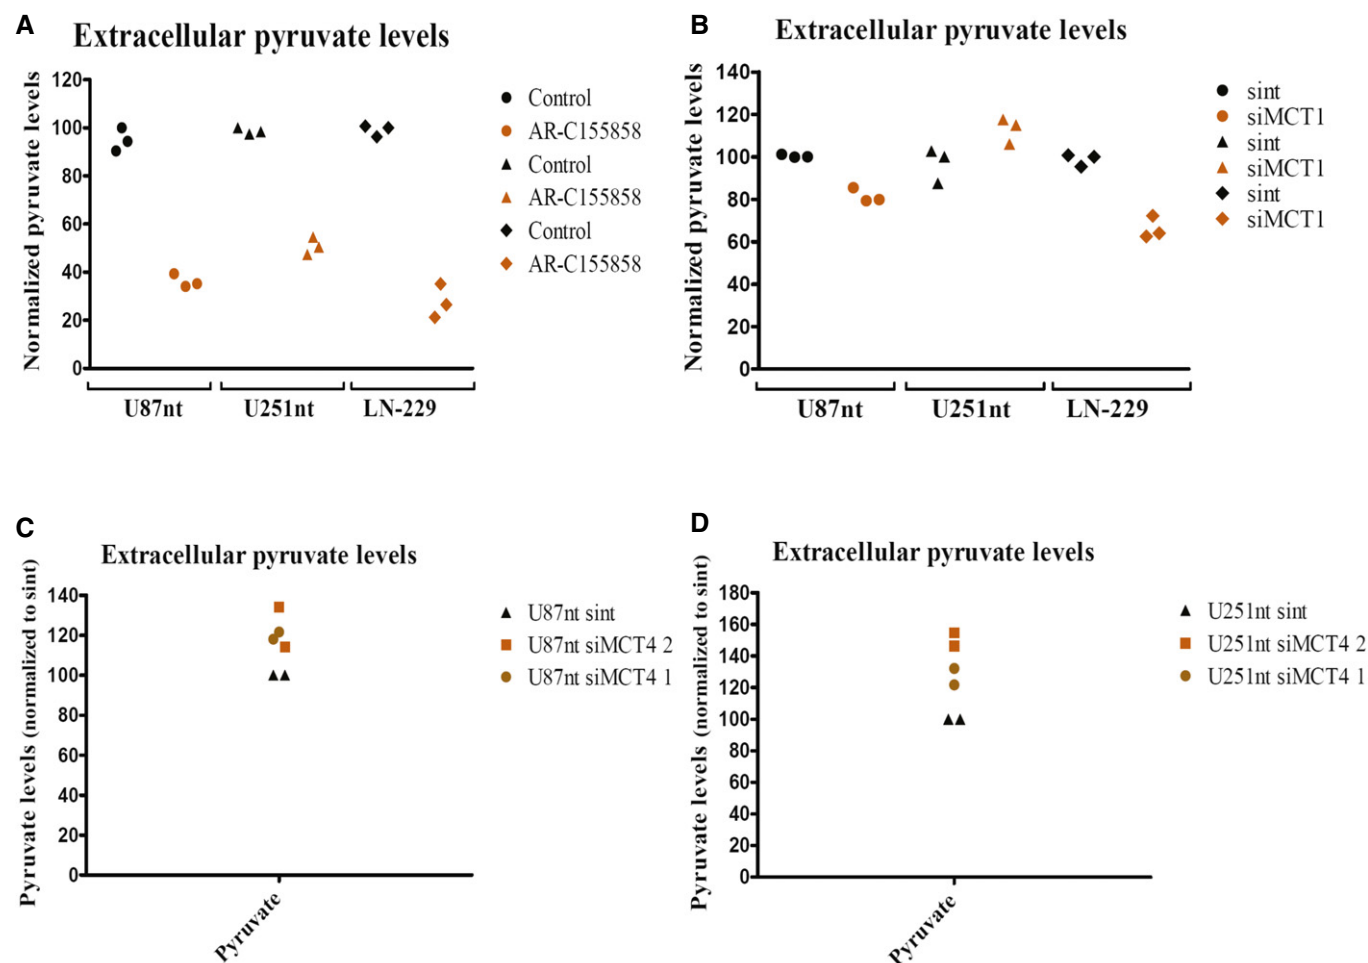 A
Extracellular pyruvate levels
Normalized pyruvate levels
120
100
80
60
40
20
0
U87nt
U251nt
LN-229
Control
AR-C155858
Control
AR-C155858
Control
AR-C155858
B
Extracellular pyruvate levels
Normalized pyruvate levels
140
120
100
80
60
40
20
0
U87nt
U251nt
LN-229
sint
siMCT1
sint
siMCT1
sint
siMCT1
C
Extracellular pyruvate levels
Pyruvate levels (normalized to sint)
140
120
100
80
60
40
20
0
Pyruvate
U87nt sint
U87nt siMCT4 2
U87nt siMCT4 1
D
Extracellular pyruvate levels
Pyruvate levels (normalized to sint)
180
160
140
120
100
80
60
40
20
0
Pyruvate
U251nt sint
U251nt siMCT4 2
U251nt siMCT4 1